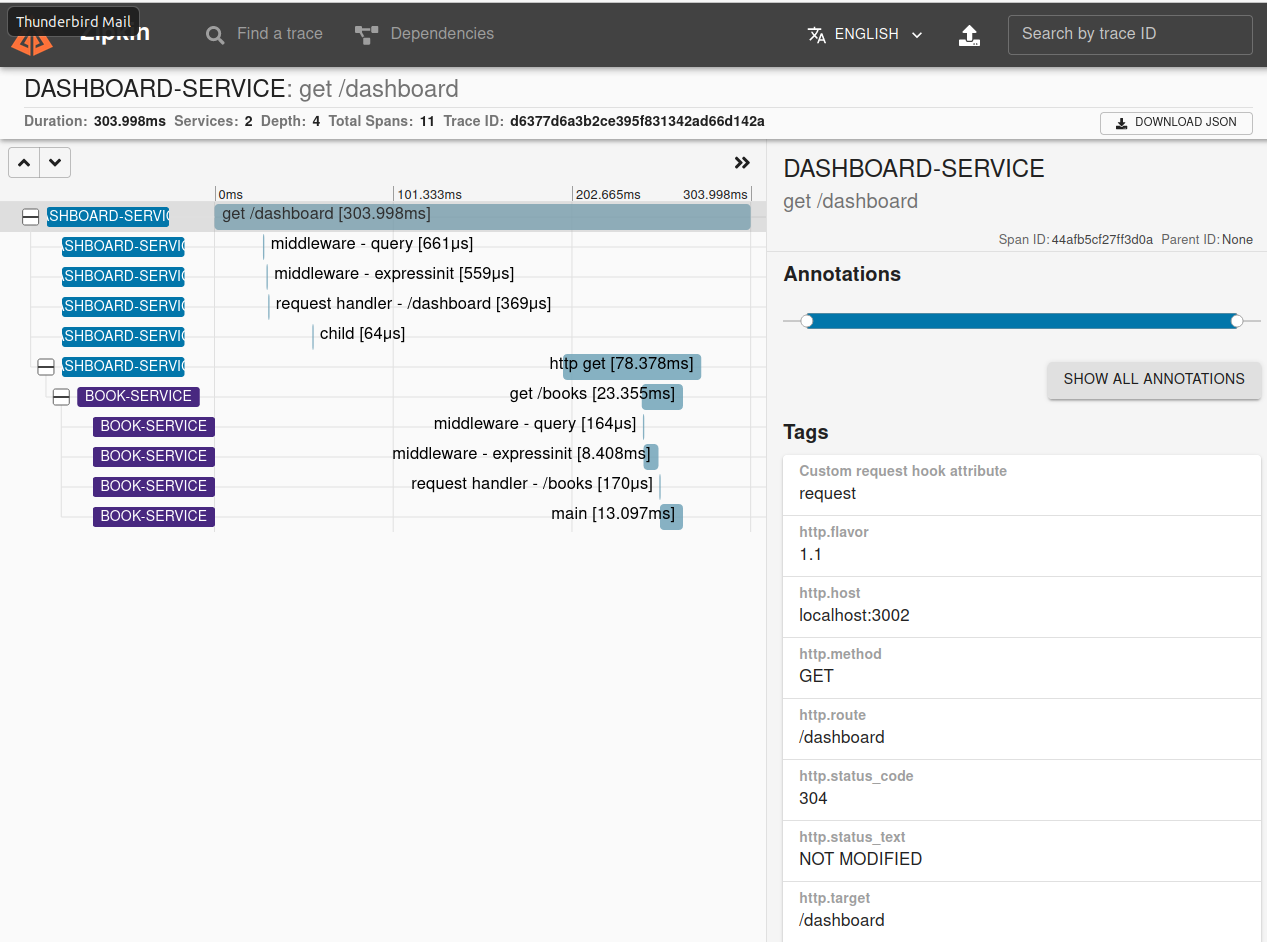 Thunderbird Mail
Zipkin
Find a trace
Dependencies
ENGLISH
Search by trace ID
DASHBOARD-SERVICE: get /dashboard
Duration: 303.998ms Services: 2 Depth: 4 Total Spans: 11 Trace ID: d6377d6a3b2ce395f831342ad66d142a
DOWNLOAD JSON
0ms 101.333ms 202.665ms 303.998ms
ASHBOARD-SERVIC get /dashboard [303.998ms]
ASHBOARD-SERVIC middleware - query [661μs]
ASHBOARD-SERVIC middleware - expressinit [559μs]
ASHBOARD-SERVIC request handler - /dashboard [369μs]
ASHBOARD-SERVIC child [64μs]
ASHBOARD-SERVIC http get [78.378ms]
BOOK-SERVICE get /books [23.355ms]
BOOK-SERVICE middleware - query [164μs]
BOOK-SERVICE middleware - expressinit [8.408ms]
BOOK-SERVICE request handler - /books [170μs]
BOOK-SERVICE main [13.097ms]
DASHBOARD-SERVICE
get /dashboard
Span ID: 44afb5cf27ff3d0a Parent ID: None
Annotations
SHOW ALL ANNOTATIONS
Tags
Custom request hook attribute
request
http.flavor
1.1
http.host
localhost:3002
http.method
GET
http.route
/dashboard
http.status_code
304
http.status_text
NOT MODIFIED
http.target
/dashboard